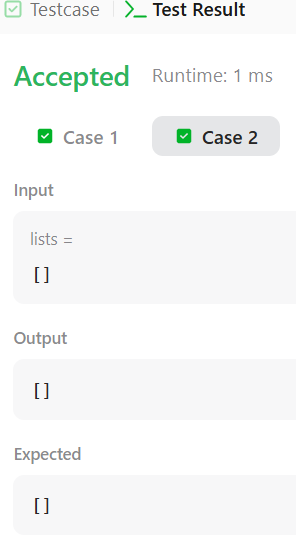 Testcase Test Result
Accepted Runtime: 1 ms
Case 1 Case 2
Input
lists =
[]
Output
[]
Expected
[]